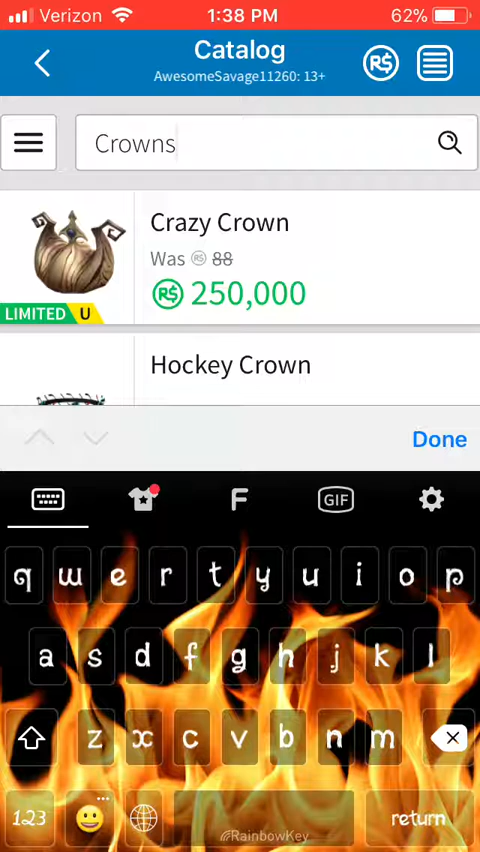 Verizon 1:38 PM 62%
Catalog
AwesomeSavage11260: 13+
R$
Crowns
Crazy Crown
Was R$ 88
R$ 250,000
LIMITED U
Hockey Crown
Done
F GIF
q w e r t y u i o p
a s d f g h j k l
z x c v b n m
123 RainbowKey return